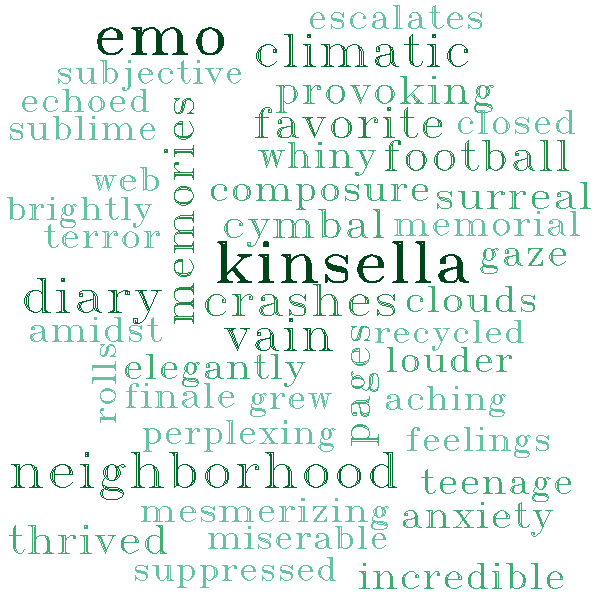 escalates
emo climatic
subjective
provoking
echoed
memories
favorite closed
sublime
whiny football
web
composure surreal
brightly
cymbal memorial
terror
kinsella gaze
diary crashes clouds
amidst vain recycled
pages
louder
rolls
elegantly
finale grew aching
perplexing feelings
neighborhood teenage
mesmerizing anxiety
thrived miserable
suppressed incredible